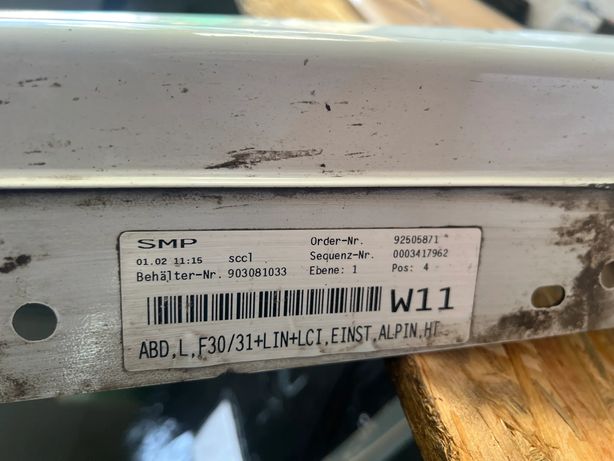 SMP Order-Nr. 92505871
01.02 11:15 sccl Sequenz-Nr. 0003417962
Behälter-Nr. 903081033 Ebene: 1 Pos: 4
W11
ABD,L,F30/31+LIN+LCI,EINST,ALPIN,HI